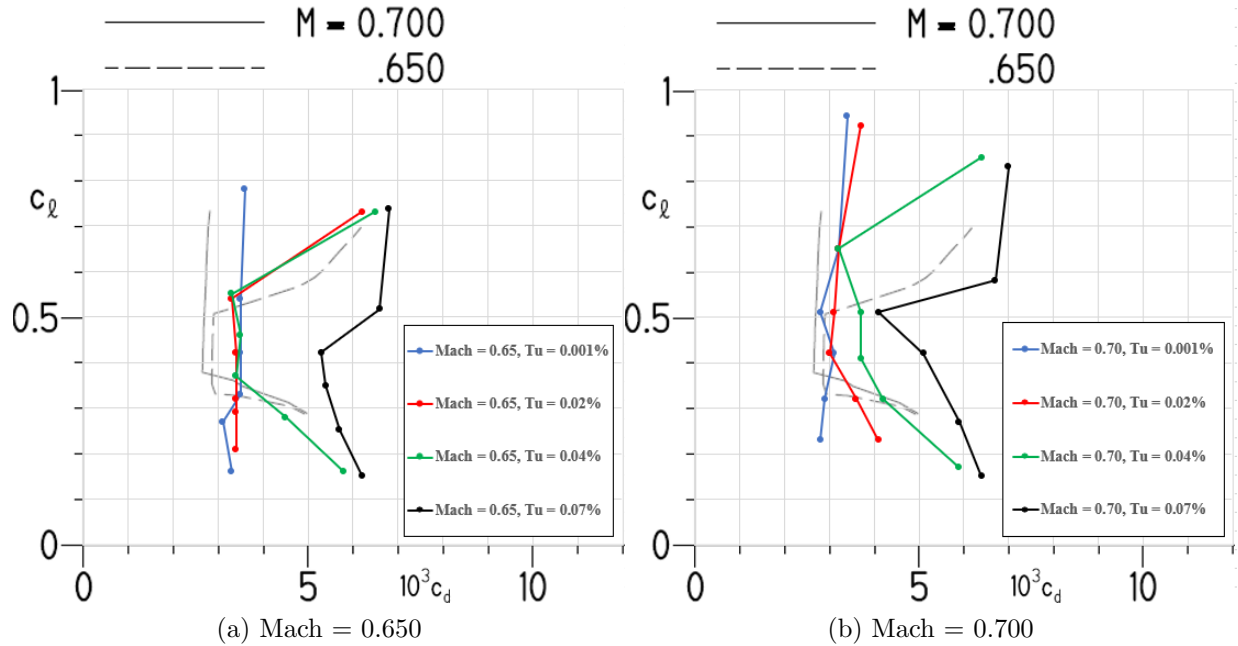 M = 0.700
.650
1
c_ℓ
0.5
0
0
5
10
10³c_d
Mach = 0.65, Tu = 0.001%
Mach = 0.65, Tu = 0.02%
Mach = 0.65, Tu = 0.04%
Mach = 0.65, Tu = 0.07%
(a) Mach = 0.650
M = 0.700
.650
1
c_ℓ
0.5
0
0
5
10
10³c_d
Mach = 0.70, Tu = 0.001%
Mach = 0.70, Tu = 0.02%
Mach = 0.70, Tu = 0.04%
Mach = 0.70, Tu = 0.07%
(b) Mach = 0.700